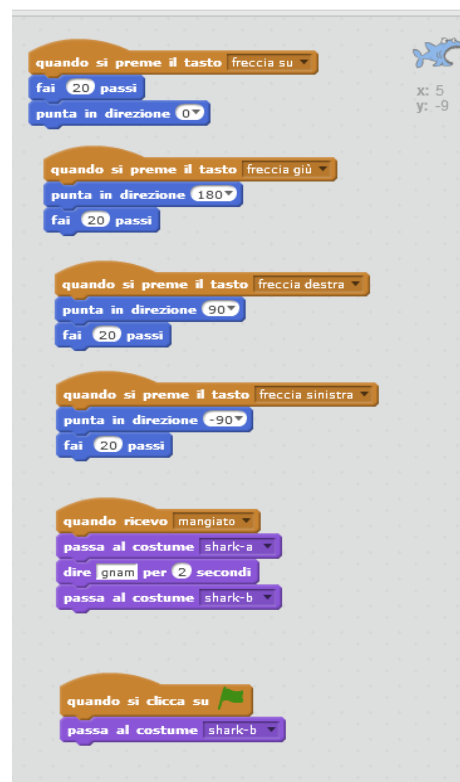 quando si preme il tasto freccia su
fai 20 passi
punta in direzione 0
x: 5
y: -9
quando si preme il tasto freccia giù
punta in direzione 180
fai 20 passi
quando si preme il tasto freccia destra
punta in direzione 90
fai 20 passi
quando si preme il tasto freccia sinistra
punta in direzione -90
fai 20 passi
quando ricevo mangiato
passa al costume shark-a
dire gnam per 2 secondi
passa al costume shark-b
quando si clicca su
passa al costume shark-b